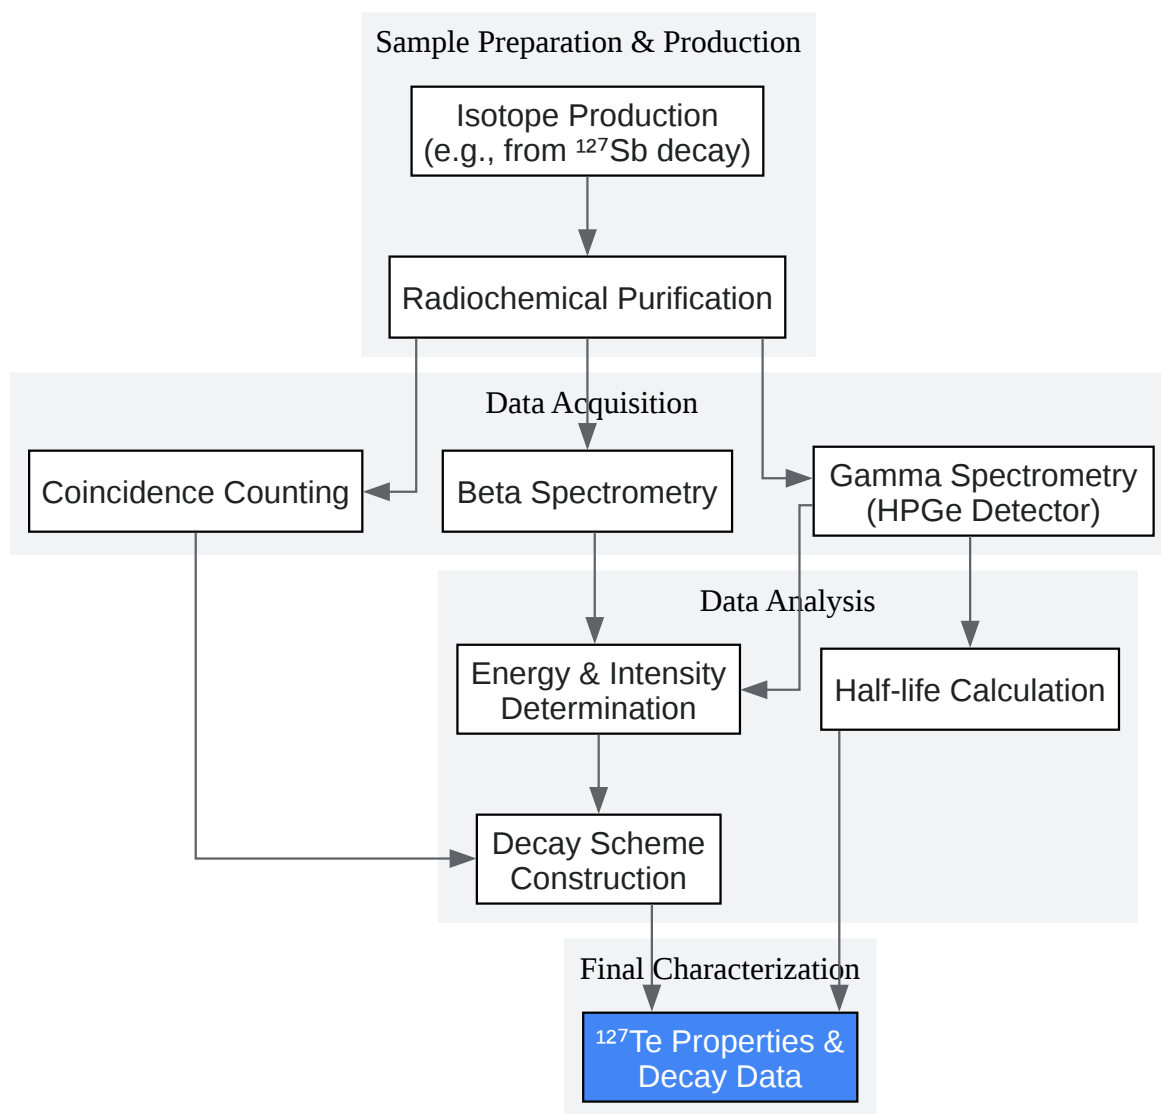 Sample Preparation & Production
Isotope Production
(e.g., from ¹²⁷Sb decay)
Radiochemical Purification
Data Acquisition
Coincidence Counting
Beta Spectrometry
Gamma Spectrometry
(HPGe Detector)
Data Analysis
Energy & Intensity
Determination
Half-life Calculation
Decay Scheme
Construction
Final Characterization
¹²⁷Te Properties &
Decay Data